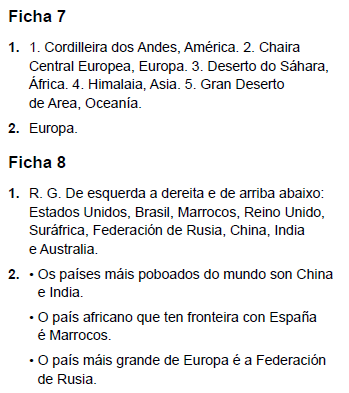 Ficha 7
1. 1. Cordilleira dos Andes, América. 2. Chaira
Central Europea, Europa. 3. Deserto do Sáhara,
África. 4. Himalaia, Asia. 5. Gran Deserto
de Area, Oceanía.
2. Europa.
Ficha 8
1. R. G. De esquerda a dereita e de arriba abaixo:
Estados Unidos, Brasil, Marrocos, Reino Unido,
Suráfrica, Federación de Rusia, China, India
e Australia.
2. • Os países máis poboados do mundo son China
e India.
• O país africano que ten fronteira con España
é Marrocos.
• O país máis grande de Europa é a Federación
de Rusia.